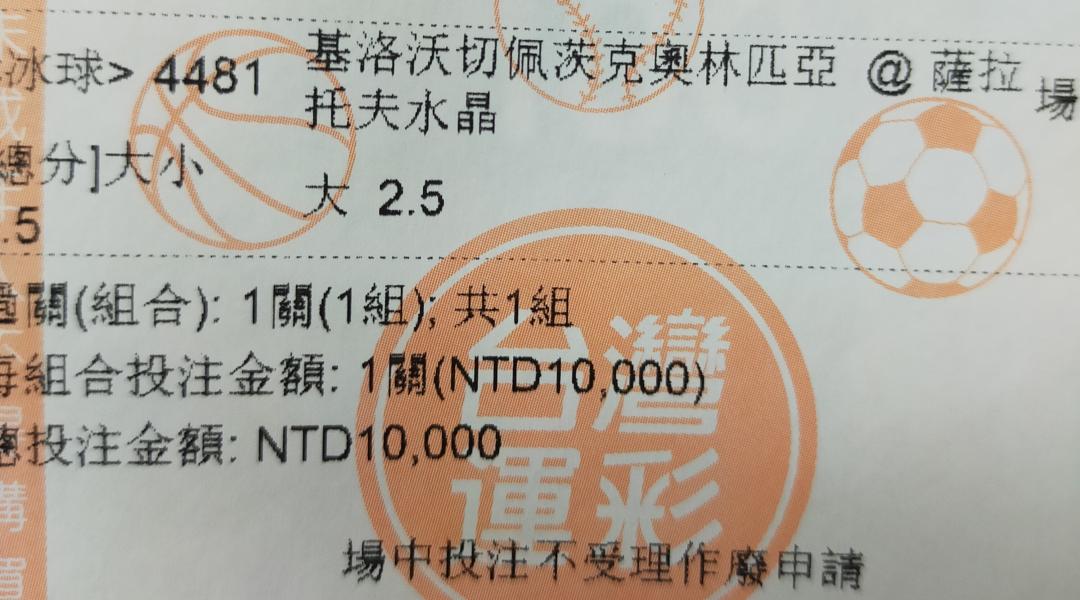 冰球> 4481 基洛沃切佩茨克奧林匹亞 @ 薩拉 場
托夫水晶
總分]大小
大 2.5
.5
過關(組合): 1關(1組); 共1組
每組合投注金額: 1關(NTD10,000)
總投注金額: NTD10,000
台灣
運彩
場中投注不受理作廢申請